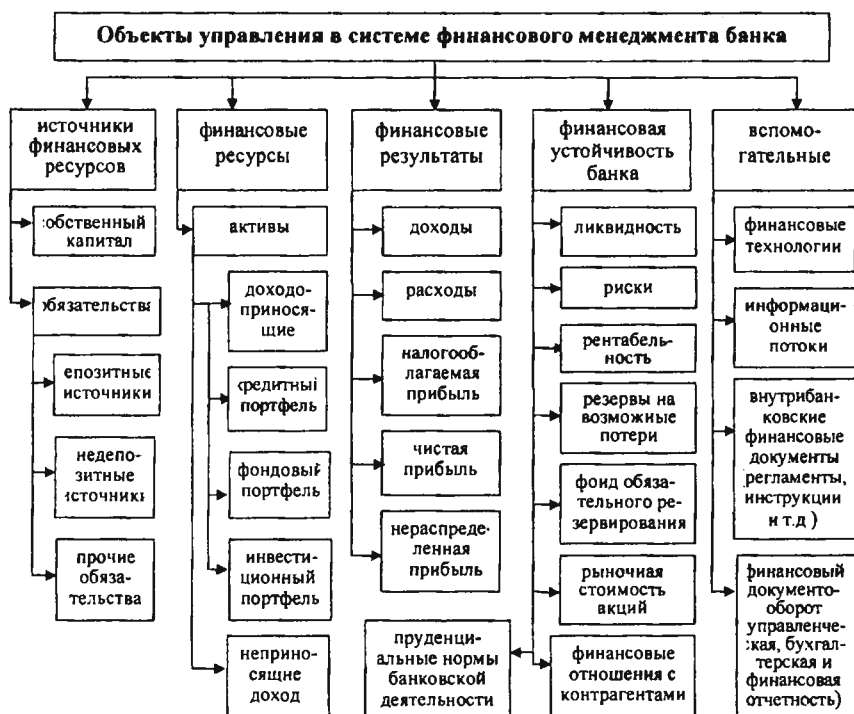 Объекты управления в системе финансового менеджмента банка
источники
финансовых
ресурсов
собственный
капитал
обязательства
депозитные
источники
недепо-
зитные
источники
прочие
обяза-
тельства
финансовые
ресурсы
активы
доходо-
принося-
щие
кредитный
портфель
фондовый
портфель
инвести-
ционный
портфель
неприно-
сящие
доход
финансовые
результаты
доходы
расходы
налогооб-
лагаемая
прибыль
чистая
прибыль
нераспреде-
ленная
прибыль
пруденци-
альные нормы
банковской
деятельности
финансовая
устойчивость
банка
ликвидность
риски
рентабель-
ность
резервы на
возможные
потери
фонд обяза-
тельного ре-
зервирования
рыночная
стоимость
акций
финансовые
отношения с
контрагентами
вспомо-
гательные
финансовые
технологии
информаци-
онные
потоки
внутрибан-
ковские
финансовые
документы
регламенты,
инструкции
и т.д )
финансовый
документо-
оборот
управленче-
ская, бухгал-
терская и
финансовая
отчетность)